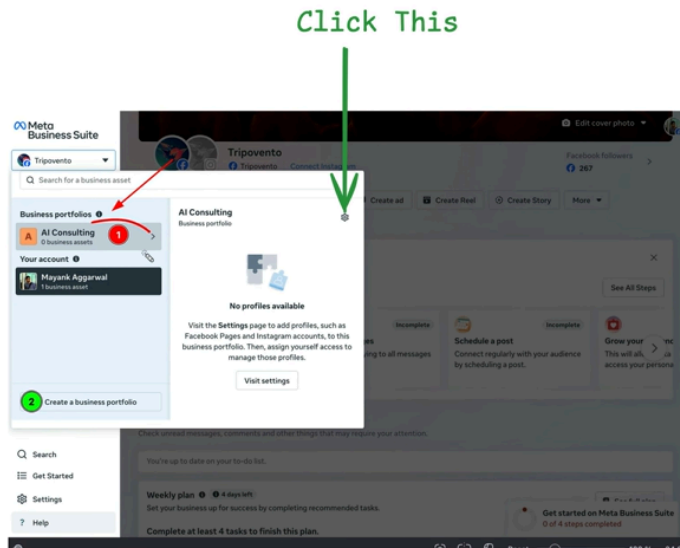 Click This
Meta
Business Suite
Tripovento
Search for a business asset
Business portfolios
A
AI Consulting
0 business assets
1
Your account
Mayank Aggarwal
1 business asset
2
Create a business portfolio
AI Consulting
Business portfolio
No profiles available
Visit the Settings page to add profiles, such as
Facebook Pages and Instagram accounts, to this
business portfolio. Then, assign yourself access to
manage those profiles.
Visit settings
Edit cover photo
Tripovento
Tripovento
Connect Instagram
Facebook followers
267
Create ad
Create Reel
Create Story
More
See All Steps
Incomplete
to all messages
Incomplete
Schedule a post
Connect regularly with your audience
by scheduling a post.
Grow your
This will
access your persona
Check unread messages, comments and other things that may require your attention.
You're up to date on your to-do list.
Weekly plan
4 days left
Set your business up for success by completing recommended tasks.
Complete at least 4 tasks to finish this plan.
Get started on Meta Business Suite
0 of 4 steps completed
Search
Get Started
Settings
? Help